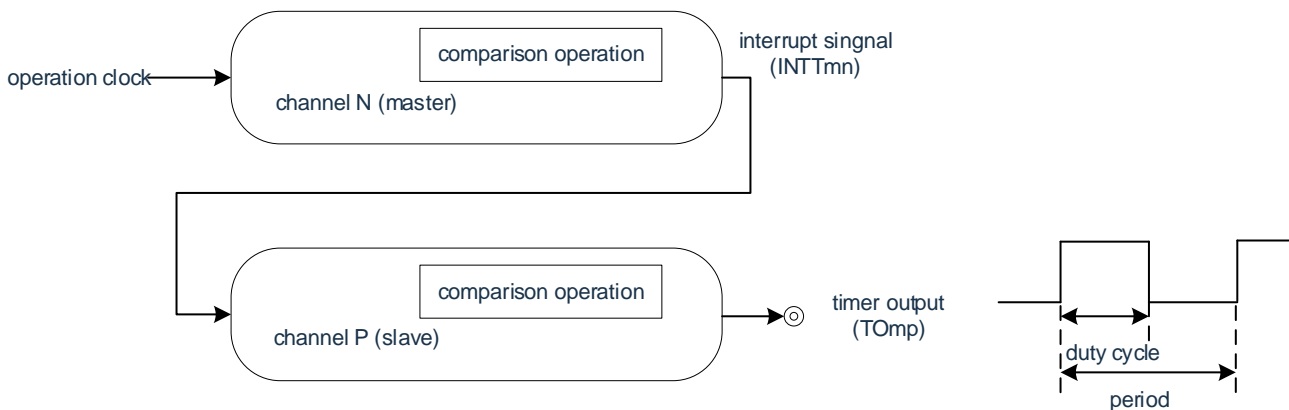 comparison operation
interrupt singnal
(INTTmn)
operation clock
channel N (master)
comparison operation
timer output
(TOmp)
channel P (slave)
duty cycle
period